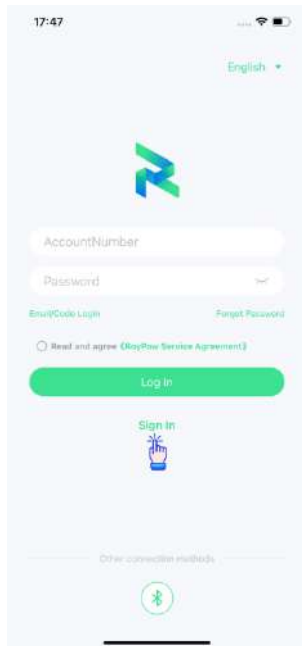 17:47
English
AccountNumber
Password
Email/Code Login Forget Password
Read and agree《RoyPow Service Agreement》
Log In
Sign In
Other connection methods